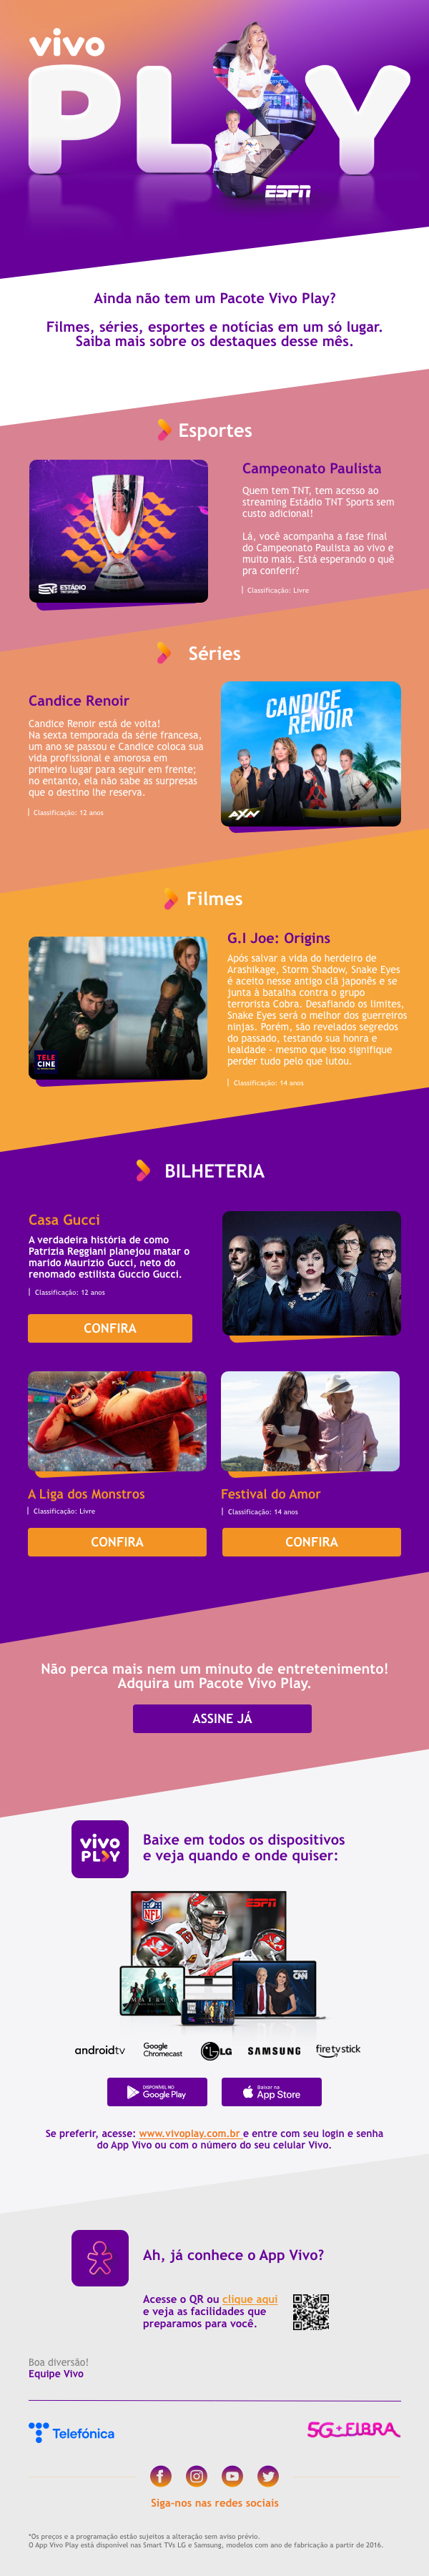 vivo
PLAY
ESPN
Ainda não tem um Pacote Vivo Play?
Filmes, séries, esportes e notícias em um só lugar.
Saiba mais sobre os destaques desse mês.
Esportes
ESTÁDIO
TNT SPORTS
Campeonato Paulista
Quem tem TNT, tem acesso ao
streaming Estádio TNT Sports sem
custo adicional!
Lá, você acompanha a fase final
do Campeonato Paulista ao vivo e
muito mais. Está esperando o quê
pra conferir?
Classificação: Livre
Séries
Candice Renoir
Candice Renoir está de volta!
Na sexta temporada da série francesa,
um ano se passou e Candice coloca sua
vida profissional e amorosa em
primeiro lugar para seguir em frente;
no entanto, ela não sabe as surpresas
que o destino lhe reserva.
Classificação: 12 anos
CANDICE
RENOIR
AXN
Filmes
TELE
CINE
G.I Joe: Origins
Após salvar a vida do herdeiro de
Arashikage, Storm Shadow, Snake Eyes
é aceito nesse antigo clã japonês e se
junta à batalha contra o grupo
terrorista Cobra. Desafiando os limites,
Snake Eyes será o melhor dos guerreiros
ninjas. Porém, são revelados segredos
do passado, testando sua honra e
lealdade - mesmo que isso signifique
perder tudo pelo que lutou.
Classificação: 14 anos
BILHETERIA
Casa Gucci
A verdadeira história de como
Patrizia Reggiani planejou matar o
marido Maurizio Gucci, neto do
renomado estilista Guccio Gucci.
Classificação: 12 anos
CONFIRA
A Liga dos Monstros
Classificação: Livre
CONFIRA
Festival do Amor
Classificação: 14 anos
CONFIRA
Não perca mais nem um minuto de entretenimento!
Adquira um Pacote Vivo Play.
ASSINE JÁ
vivo
PLAY
Baixe em todos os dispositivos
e veja quando e onde quiser:
NFL
ESPN
12
MATRIX
CNN
androidtv
Google
Chromecast
LG
SAMSUNG
firetvstick
DISPONÍVEL NO
Google Play
Baixar na
App Store
Se preferir, acesse: www.vivoplay.com.br e entre com seu login e senha
do App Vivo ou com o número do seu celular Vivo.
Ah, já conhece o App Vivo?
Acesse o QR ou clique aqui
e veja as facilidades que
preparamos para você.
Boa diversão!
Equipe Vivo
Telefónica
5G+FIBRA
Siga-nos nas redes sociais
*Os preços e a programação estão sujeitos a alteração sem aviso prévio.
O App Vivo Play está disponível nas Smart TVs LG e Samsung, modelos com ano de fabricação a partir de 2016.